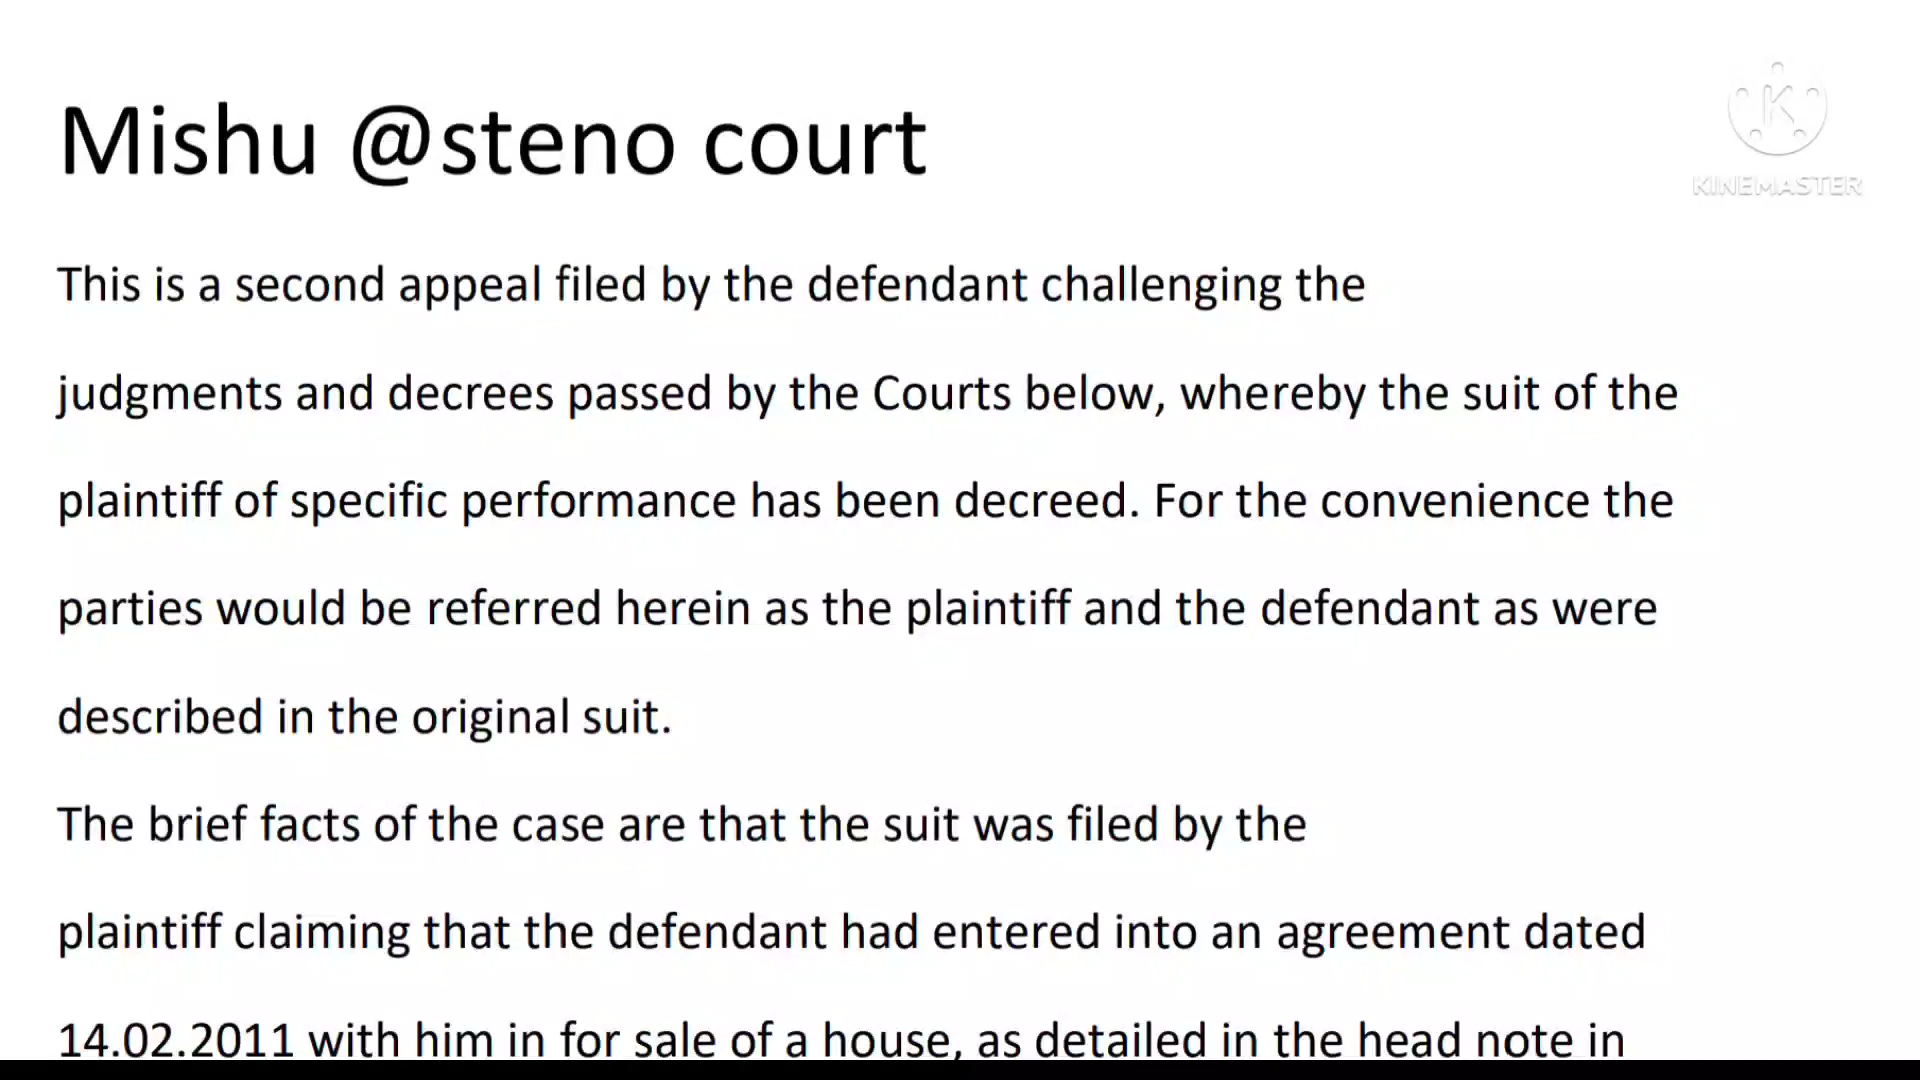 Mishu @steno court
KINEMASTER
This is a second appeal filed by the defendant challenging the
judgments and decrees passed by the Courts below, whereby the suit of the
plaintiff of specific performance has been decreed. For the convenience the
parties would be referred herein as the plaintiff and the defendant as were
described in the original suit.
The brief facts of the case are that the suit was filed by the
plaintiff claiming that the defendant had entered into an agreement dated
14.02.2011 with him in for sale of a house, as detailed in the head note in